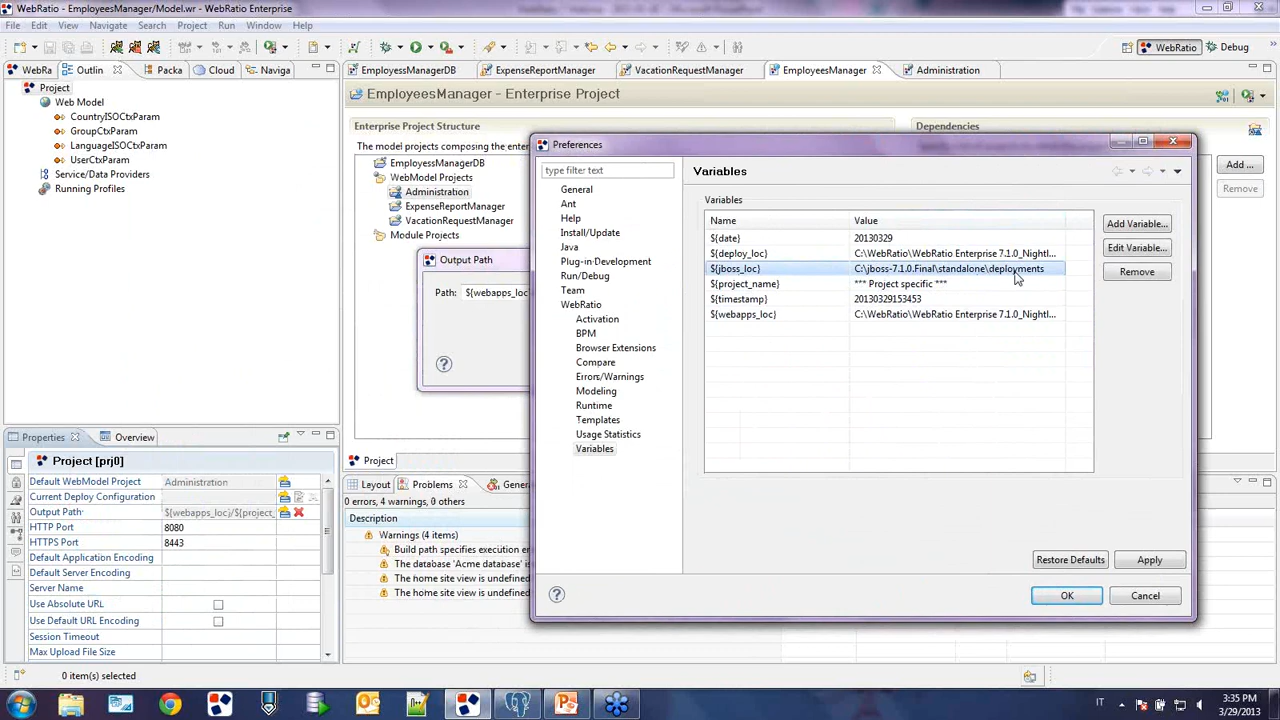 WebRatio - EmployeesManager/Model.wr - WebRatio Enterprise
File Edit View Navigate Search Project Run Window Help
WebRatio Debug
WebRa Outlin Packa Cloud Naviga
EmployeesManagerDB ExpenseReportManager VacationRequestManager EmployeesManager Administration
Project
Web Model
CountryISOCtxParam
GroupCtxParam
LanguageISOCtxParam
UserCtxParam
Service/Data Providers
Running Profiles
EmployeesManager - Enterprise Project
Enterprise Project Structure
Dependencies
The model projects composing the enter
EmployeesManagerDB
WebModel Projects
Administration
ExpenseReportManager
VacationRequestManager
Module Projects
Add ...
Remove
Output Path
Path: ${webapps_loc
Preferences
type filter text
General
Ant
Help
Install/Update
Java
Plug-in Development
Run/Debug
Team
WebRatio
Activation
BPM
Browser Extensions
Compare
Errors/Warnings
Modeling
Runtime
Templates
Usage Statistics
Variables
Variables
Variables
Name Value
${date} 20130329
${deploy_loc} C:\WebRatio\WebRatio Enterprise 7.1.0_Nightl...
${jboss_loc} C:\jboss-7.1.0.Final\standalone\deployments
${project_name} *** Project specific ***
${timestamp} 20130329153453
${webapps_loc} C:\WebRatio\WebRatio Enterprise 7.1.0_Nightl...
Add Variable...
Edit Variable...
Remove
Restore Defaults Apply
OK Cancel
Properties Overview
Project [prj0]
Default WebModel Project Administration
Current Deploy Configuration
Output Path ${webapps_loc}/${project_
HTTP Port 8080
HTTPS Port 8443
Default Application Encoding
Default Server Encoding
Server Name
Use Absolute URL
Use Default URL Encoding
Session Timeout
Max Upload File Size
Project
Layout Problems Gener
0 errors, 4 warnings, 0 others
Description
Warnings (4 items)
Build path specifies execution en
The database 'Acme database' is
The home site view is undefined
The home site view is undefined
0 item(s) selected
IT
3:35 PM
3/29/2013